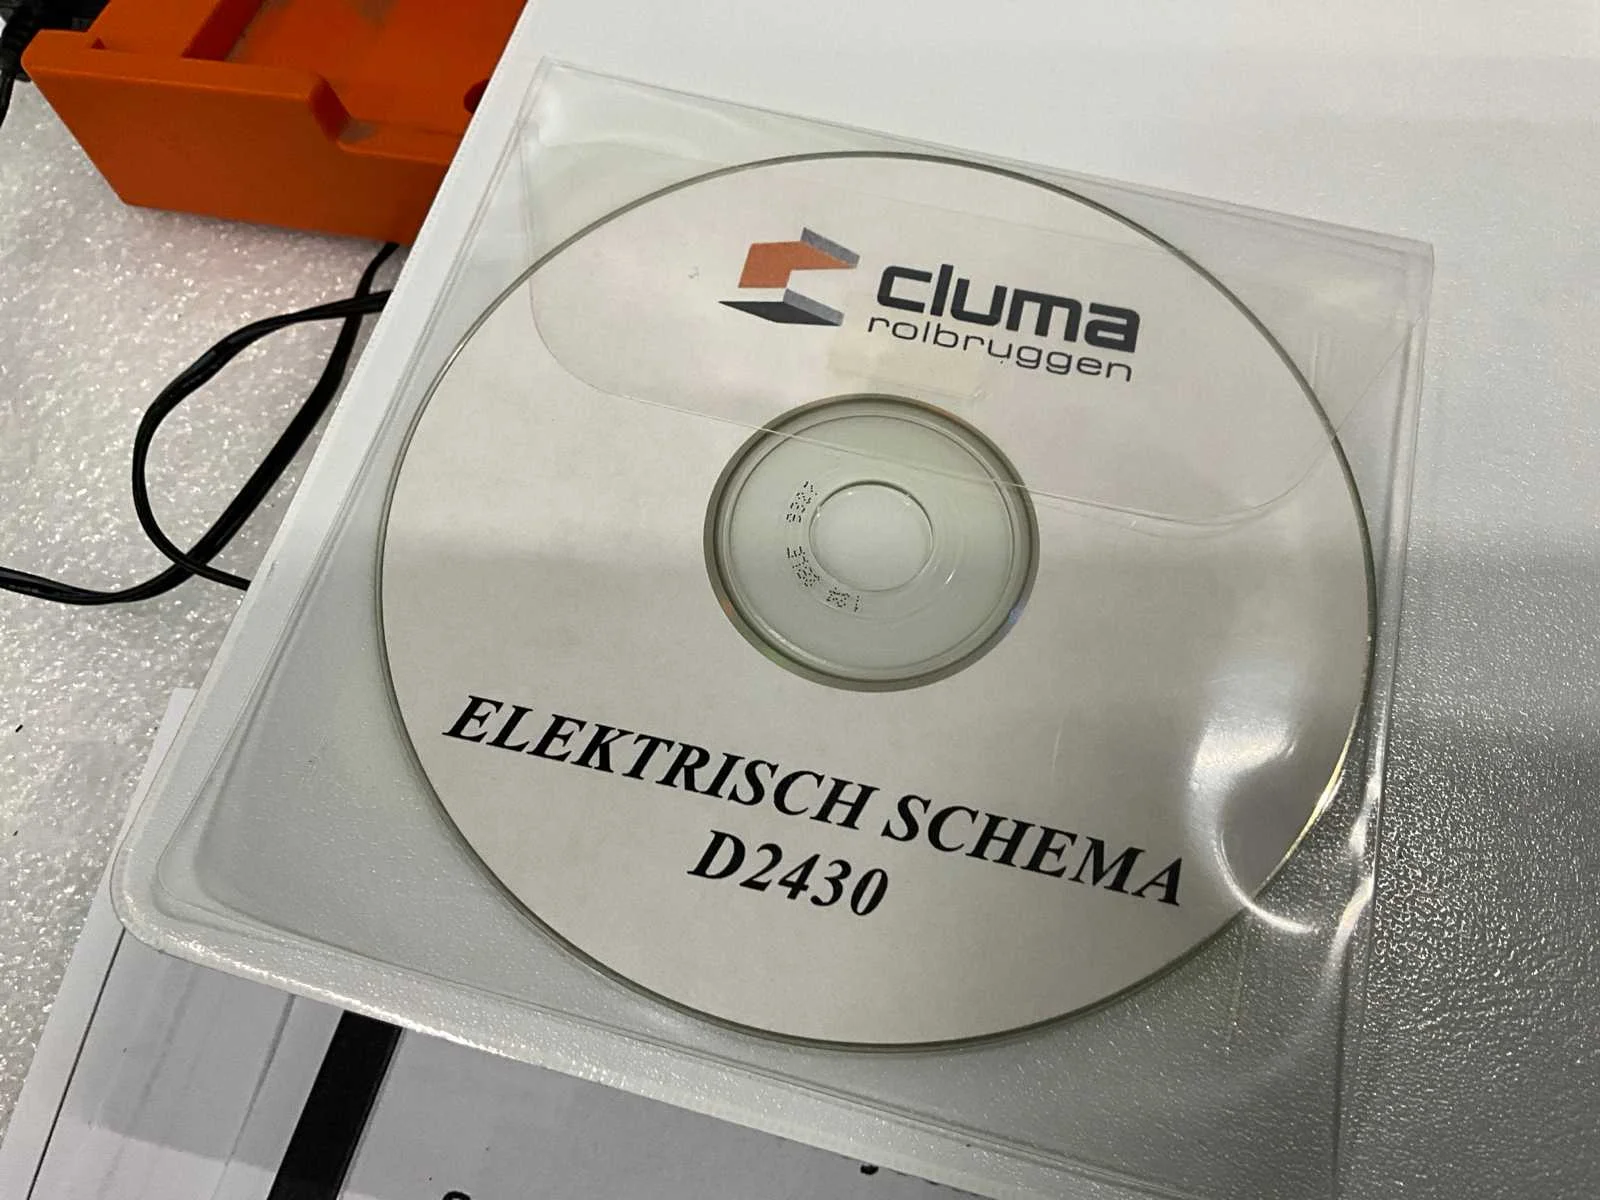 cluma
rolbruggen
ELEKTRISCH SCHEMA
D2430